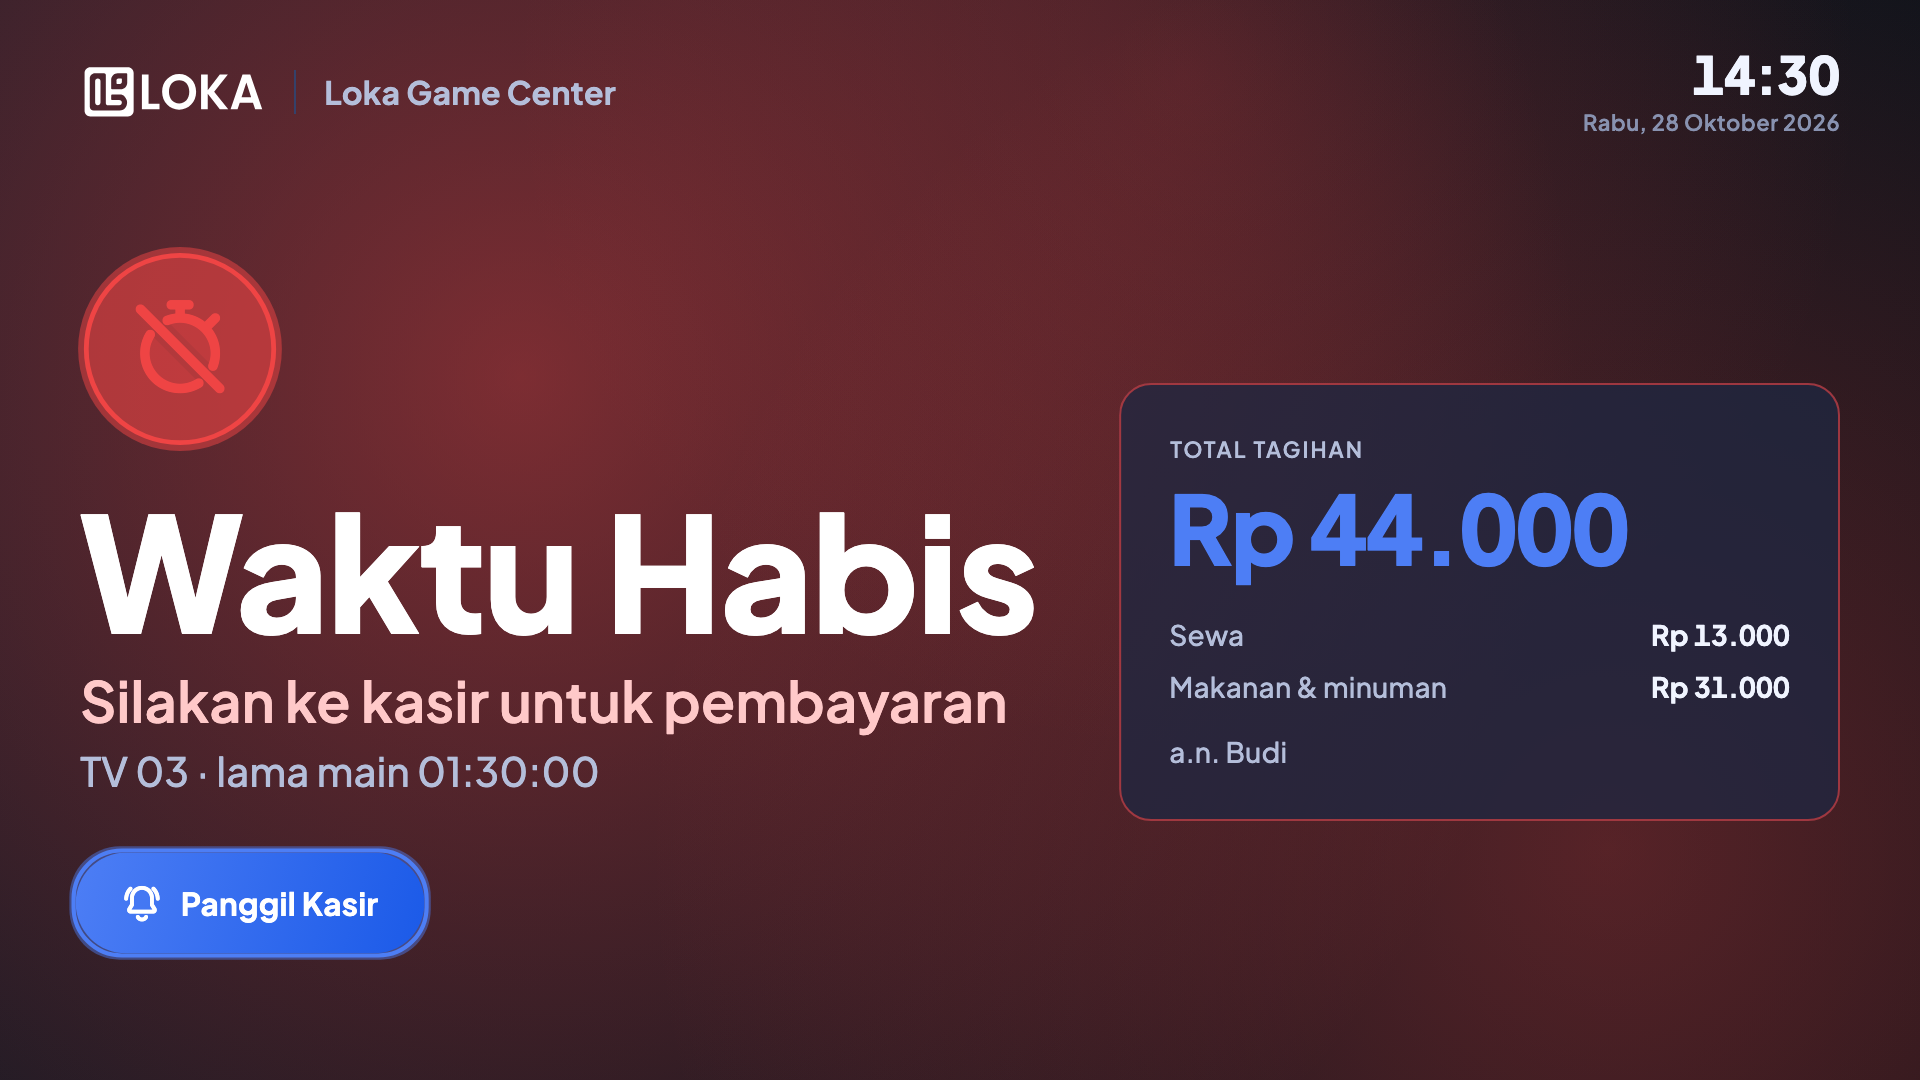 LOKA
Loka Game Center
14:30
Rabu, 28 Oktober 2026
Waktu Habis
Silakan ke kasir untuk pembayaran
TV 03 · lama main 01:30:00
Panggil Kasir
TOTAL TAGIHAN
Rp 44.000
Sewa Rp 13.000
Makanan & minuman Rp 31.000
a.n. Budi